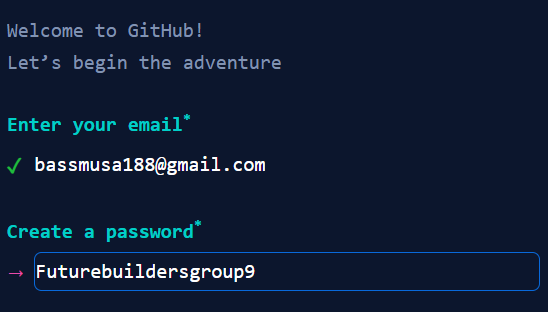 Welcome to GitHub!
Let’s begin the adventure
Enter your email*
✓ bassmusa188@gmail.com
Create a password*
→ Futurebuildersgroup9